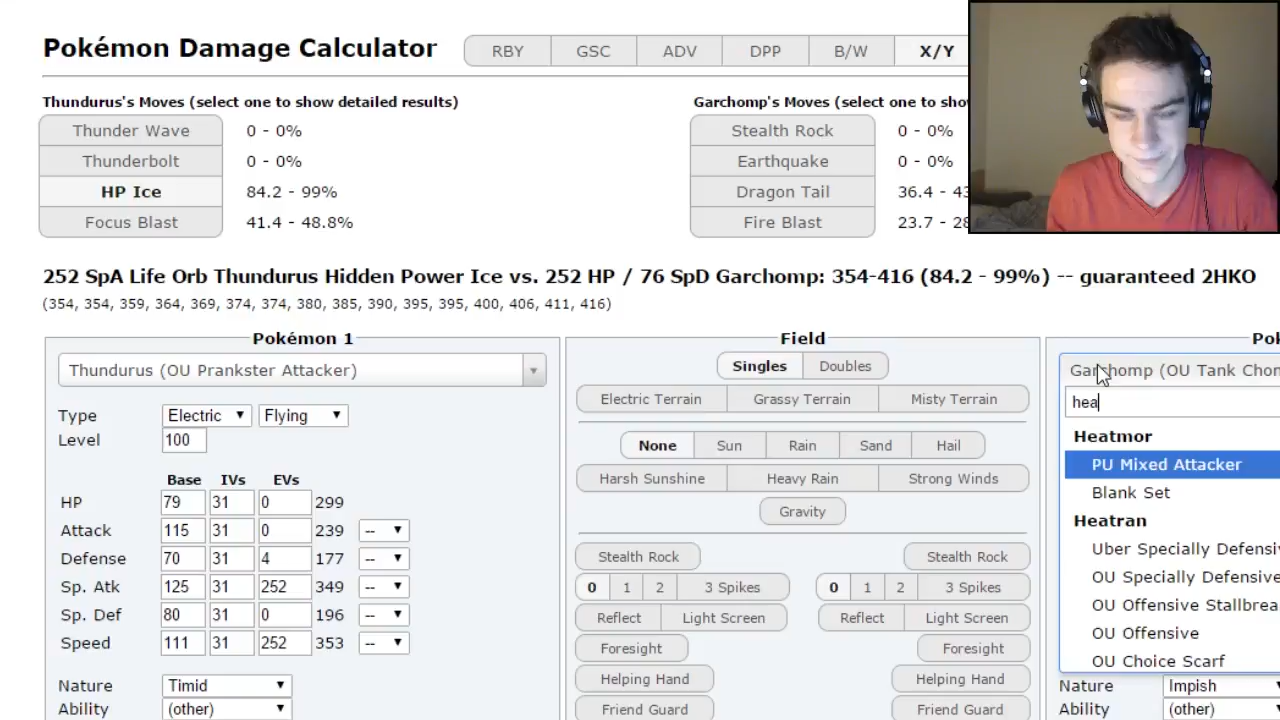 Pokémon Damage Calculator
RBY GSC ADV DPP B/W X/Y
Thundurus's Moves (select one to show detailed results)
Thunder Wave 0 - 0%
Thunderbolt 0 - 0%
HP Ice 84.2 - 99%
Focus Blast 41.4 - 48.8%
Garchomp's Moves (select one to
Stealth Rock 0 - 0%
Earthquake 0 - 0%
Dragon Tail 36.4 -
Fire Blast 23.7 -
252 SpA Life Orb Thundurus Hidden Power Ice vs. 252 HP / 76 SpD Garchomp: 354-416 (84.2 - 99%) -- guaranteed 2HKO
(354, 354, 359, 364, 369, 374, 374, 380, 385, 390, 395, 395, 400, 406, 411, 416)
Pokémon 1
Thundurus (OU Prankster Attacker)
Type Electric Flying
Level 100
Base IVs EVs
HP 79 31 0 299
Attack 115 31 0 239 --
Defense 70 31 4 177 --
Sp. Atk 125 31 252 349 --
Sp. Def 80 31 0 196 --
Speed 111 31 252 353 --
Nature Timid
Ability (other)
Field
Singles Doubles
Electric Terrain Grassy Terrain Misty Terrain
None Sun Rain Sand Hail
Harsh Sunshine Heavy Rain Strong Winds
Gravity
Stealth Rock Stealth Rock
0 1 2 3 Spikes 0 1 2 3 Spikes
Reflect Light Screen Reflect Light Screen
Foresight Foresight
Helping Hand Helping Hand
Friend Guard Friend Guard
Garchomp (OU Tank
hea
Heatmor
PU Mixed Attacker
Blank Set
Heatran
Uber Specially
OU Specially Defensive
OU Offensive
OU Offensive
OU Choice Scarf
Nature Impish
Ability (other)